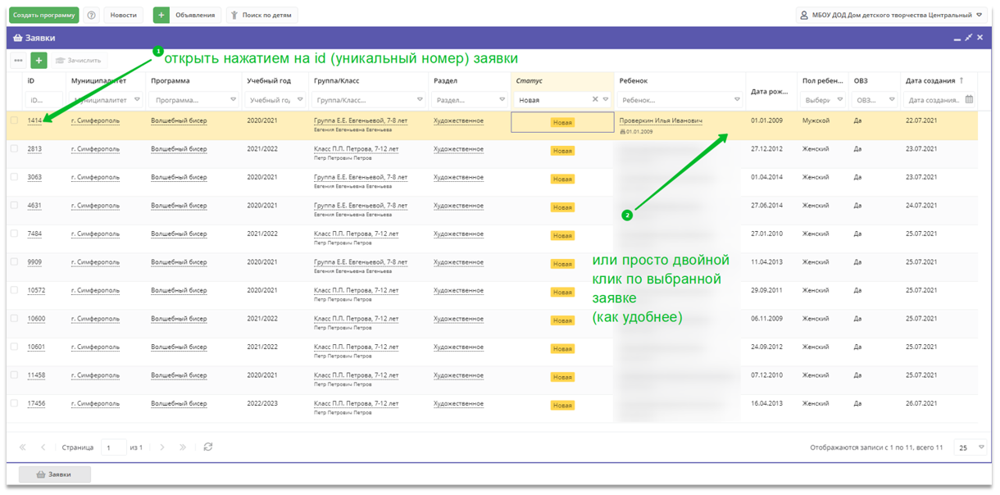 Создать программу ? Новости + Объявления Поиск по детям МБОУ ДОД Дом детского творчества Центральный
Заявки
••• + Зачислить
1 открыть нажатием на id (уникальный номер) заявки
ID Муниципалитет Программа Учебный год Группа/Класс Раздел Статус Ребенок Дата рож... Пол ребен... ОВЗ Дата создания ↑
ID... Муниципалитет Программа... Учебный го, Группа/Класс... Раздел... Новая Ребенок... Выбери ОВЗ... Дата создания..
1414 г. Симферополь Волшебный бисер 2020/2021 Группа Е.Е. Евгеньевой, 7-8 лет Художественное Новая Проверкин Илья Иванович 01.01.2009 Мужской Да 22.07.2021
Евгения Евгеньевна Евгеньева 01.01.2009
2813 г. Симферополь Волшебный бисер 2021/2022 Класс П.П. Петрова, 7-12 лет Художественное Новая 27.12.2012 Женский Да 23.07.2021
Петр Петрович Петров
3063 г. Симферополь Волшебный бисер 2020/2021 Группа Е.Е. Евгеньевой, 7-8 лет Художественное Новая 01.04.2014 Женский Да 23.07.2021
Евгения Евгеньевна Евгеньева
4631 г. Симферополь Волшебный бисер 2020/2021 Группа Е.Е. Евгеньевой, 7-8 лет Художественное Новая 27.06.2014 Женский Да 24.07.2021
Евгения Евгеньевна Евгеньева
2
7484 г. Симферополь Волшебный бисер 2021/2022 Класс П.П. Петрова, 7-12 лет Художественное Новая 27.01.2010 Женский Да 25.07.2021
Петр Петрович Петров
9909 г. Симферополь Волшебный бисер 2020/2021 Группа Е.Е. Евгеньевой, 7-8 лет Художественное Новая 11.04.2013 Женский Да 25.07.2021
Евгения Евгеньевна Евгеньева
или просто двойной
клик по выбранной
заявке
(как удобнее)
10572 г. Симферополь Волшебный бисер 2020/2021 Класс П.П. Петрова, 7-12 лет Художественное Новая 29.09.2011 Женский Да 25.07.2021
Петр Петрович Петров
10600 г. Симферополь Волшебный бисер 2021/2022 Класс П.П. Петрова, 7-12 лет Художественное Новая 06.11.2009 Женский Да 25.07.2021
Петр Петрович Петров
10601 г. Симферополь Волшебный бисер 2021/2022 Класс П.П. Петрова, 7-12 лет Художественное Новая 24.09.2012 Женский Да 25.07.2021
Петр Петрович Петров
11458 г. Симферополь Волшебный бисер 2020/2021 Класс П.П. Петрова, 7-12 лет Художественное Новая 07.12.2010 Женский Да 25.07.2021
Петр Петрович Петров
17456 г. Симферополь Волшебный бисер 2022/2023 Класс П.П. Петрова, 7-12 лет Художественное Новая 16.04.2013 Женский Да 26.07.2021
Петр Петрович Петров
Страница 1 из 1 Отображаются записи с 1 по 11, всего 11 25
Заявки